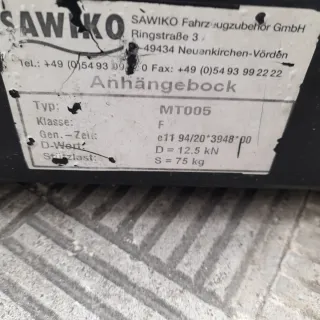 SAWIKO
SAWIKO Fahrzeugzubehör GmbH
Ringstraße 3
49434 Neuenkirchen-Vörden
Tel.: +49 (0)54 93 Fax: +49 (0)54 93 99 22 22
Anhängebock
Typ: MT005
Klasse: F
Gen.-Zeic e11 94/20*3948*00
D-Wert: D = 12.5 kN
Stützlast: S = 75 kg